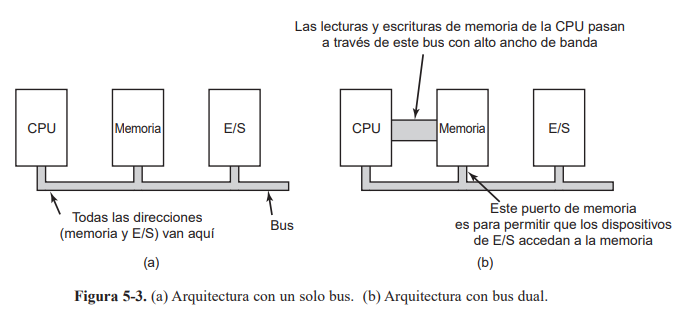 Las lecturas y escrituras de memoria de la CPU pasan
a través de este bus con alto ancho de banda
CPU
Memoria
E/S
CPU
Memoria
E/S
Todas las direcciones
(memoria y E/S) van aquí
Bus
Este puerto de memoria
es para permitir que los dispositivos
de E/S accedan a la memoria
(a)
(b)
Figura 5-3. (a) Arquitectura con un solo bus. (b) Arquitectura con bus dual.